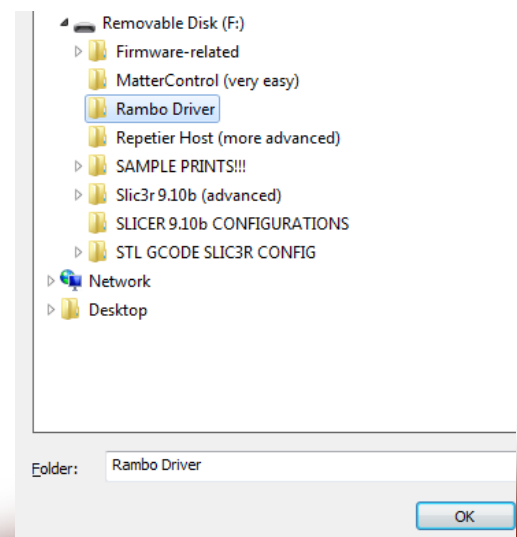 Removable Disk (F:)
Firmware-related
MatterControl (very easy)
Rambo Driver
Repetier Host (more advanced)
SAMPLE PRINTS!!!
Slic3r 9.10b (advanced)
SLICER 9.10b CONFIGURATIONS
STL GCODE SLIC3R CONFIG
Network
Desktop
Folder: Rambo Driver
OK